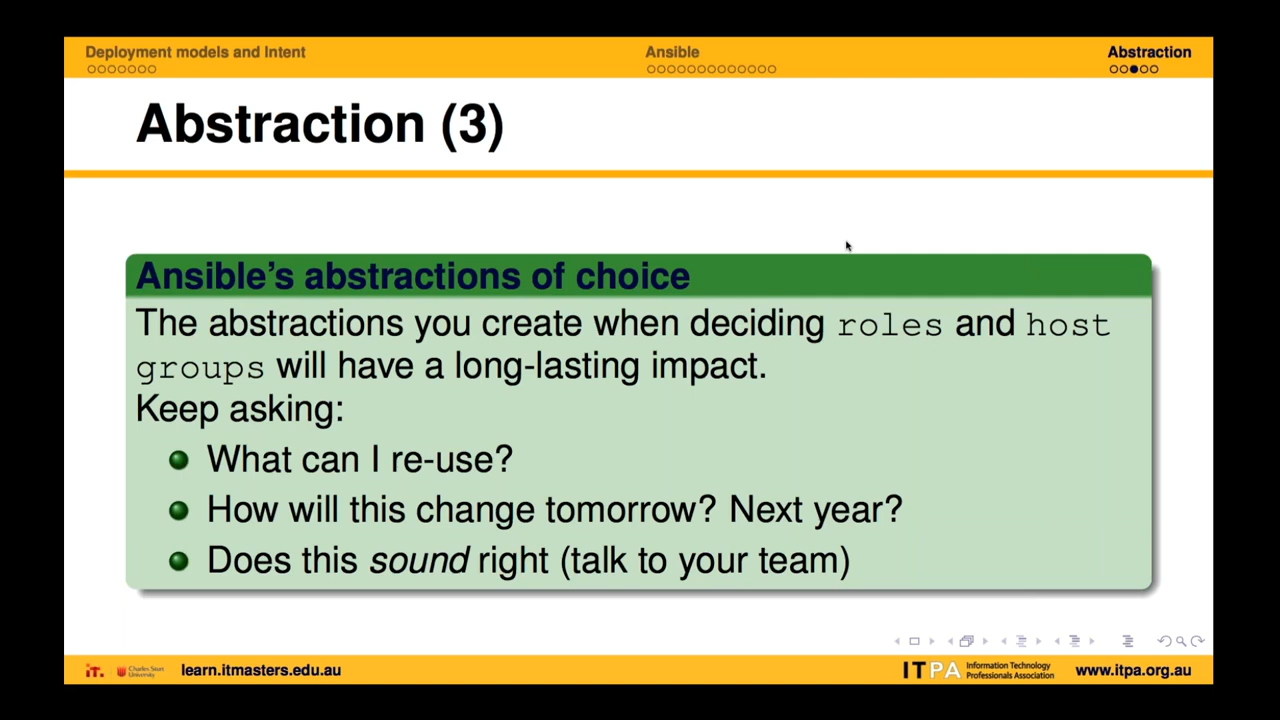 Deployment models and Intent
Ansible
Abstraction
Abstraction (3)
Ansible's abstractions of choice
The abstractions you create when deciding roles and host
groups will have a long-lasting impact.
Keep asking:
What can I re-use?
How will this change tomorrow? Next year?
Does this sound right (talk to your team)
iT.
Charles Sturt
University
learn.itmasters.edu.au
ITPA
Information Technology
Professionals Association
www.itpa.org.au